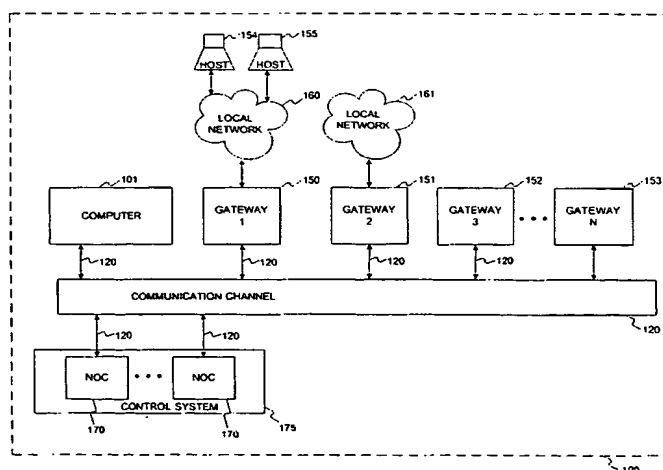 154
155
HOST
HOST
160
161
LOCAL
NETWORK
LOCAL
NETWORK
101
150
151
152
153
COMPUTER
GATEWAY
1
GATEWAY
2
GATEWAY
3
GATEWAY
N
120
120
120
120
COMMUNICATION CHANNEL
120
120
120
NOC
NOC
CONTROL SYSTEM
170
170
175